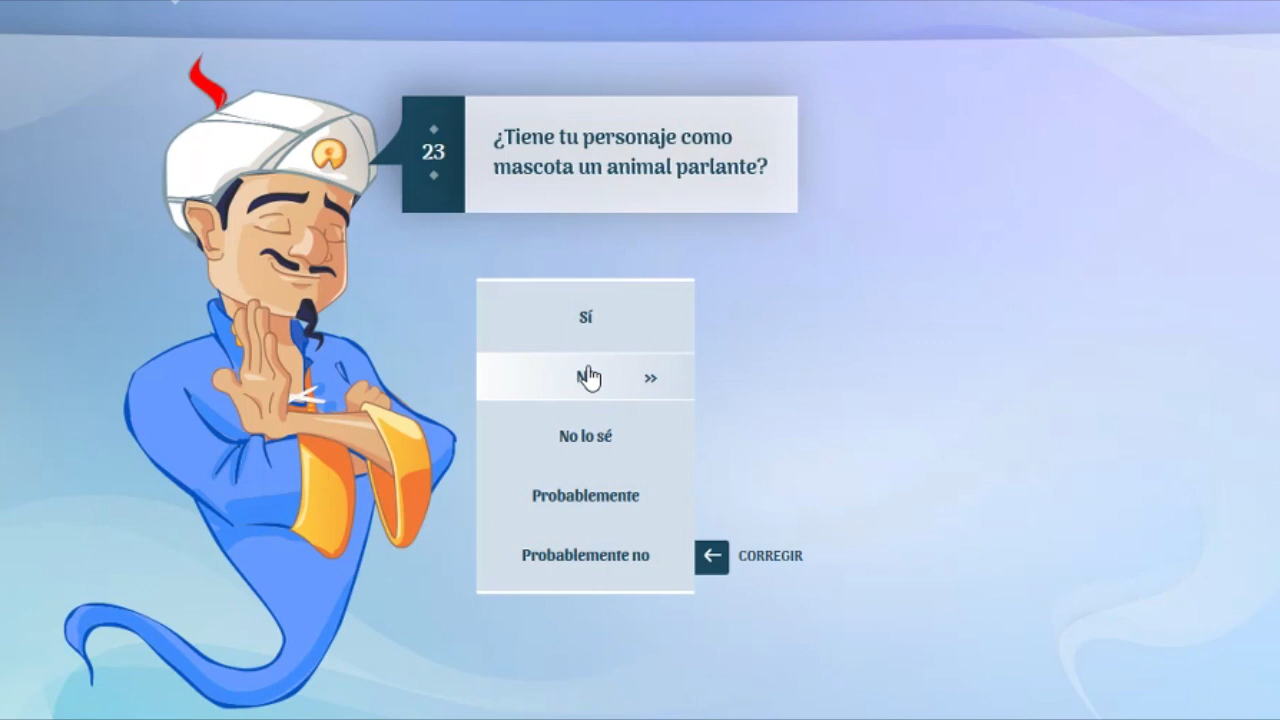 23
¿Tiene tu personaje como
mascota un animal parlante?
Sí
No lo sé
Probablemente
Probablemente no
CORREGIR